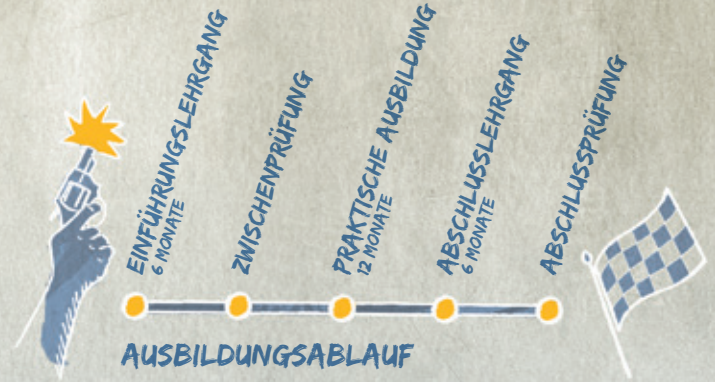 EINFÜHRUNGSLEHRGANG
6 MONATE
ZWISCHENPRÜFUNG
PRAKTISCHE AUSBILDUNG
12 MONATE
ABSCHLUSSLEHRGANG
6 MONATE
ABSCHLUSSPRÜFUNG
AUSBILDUNGSABLAUF